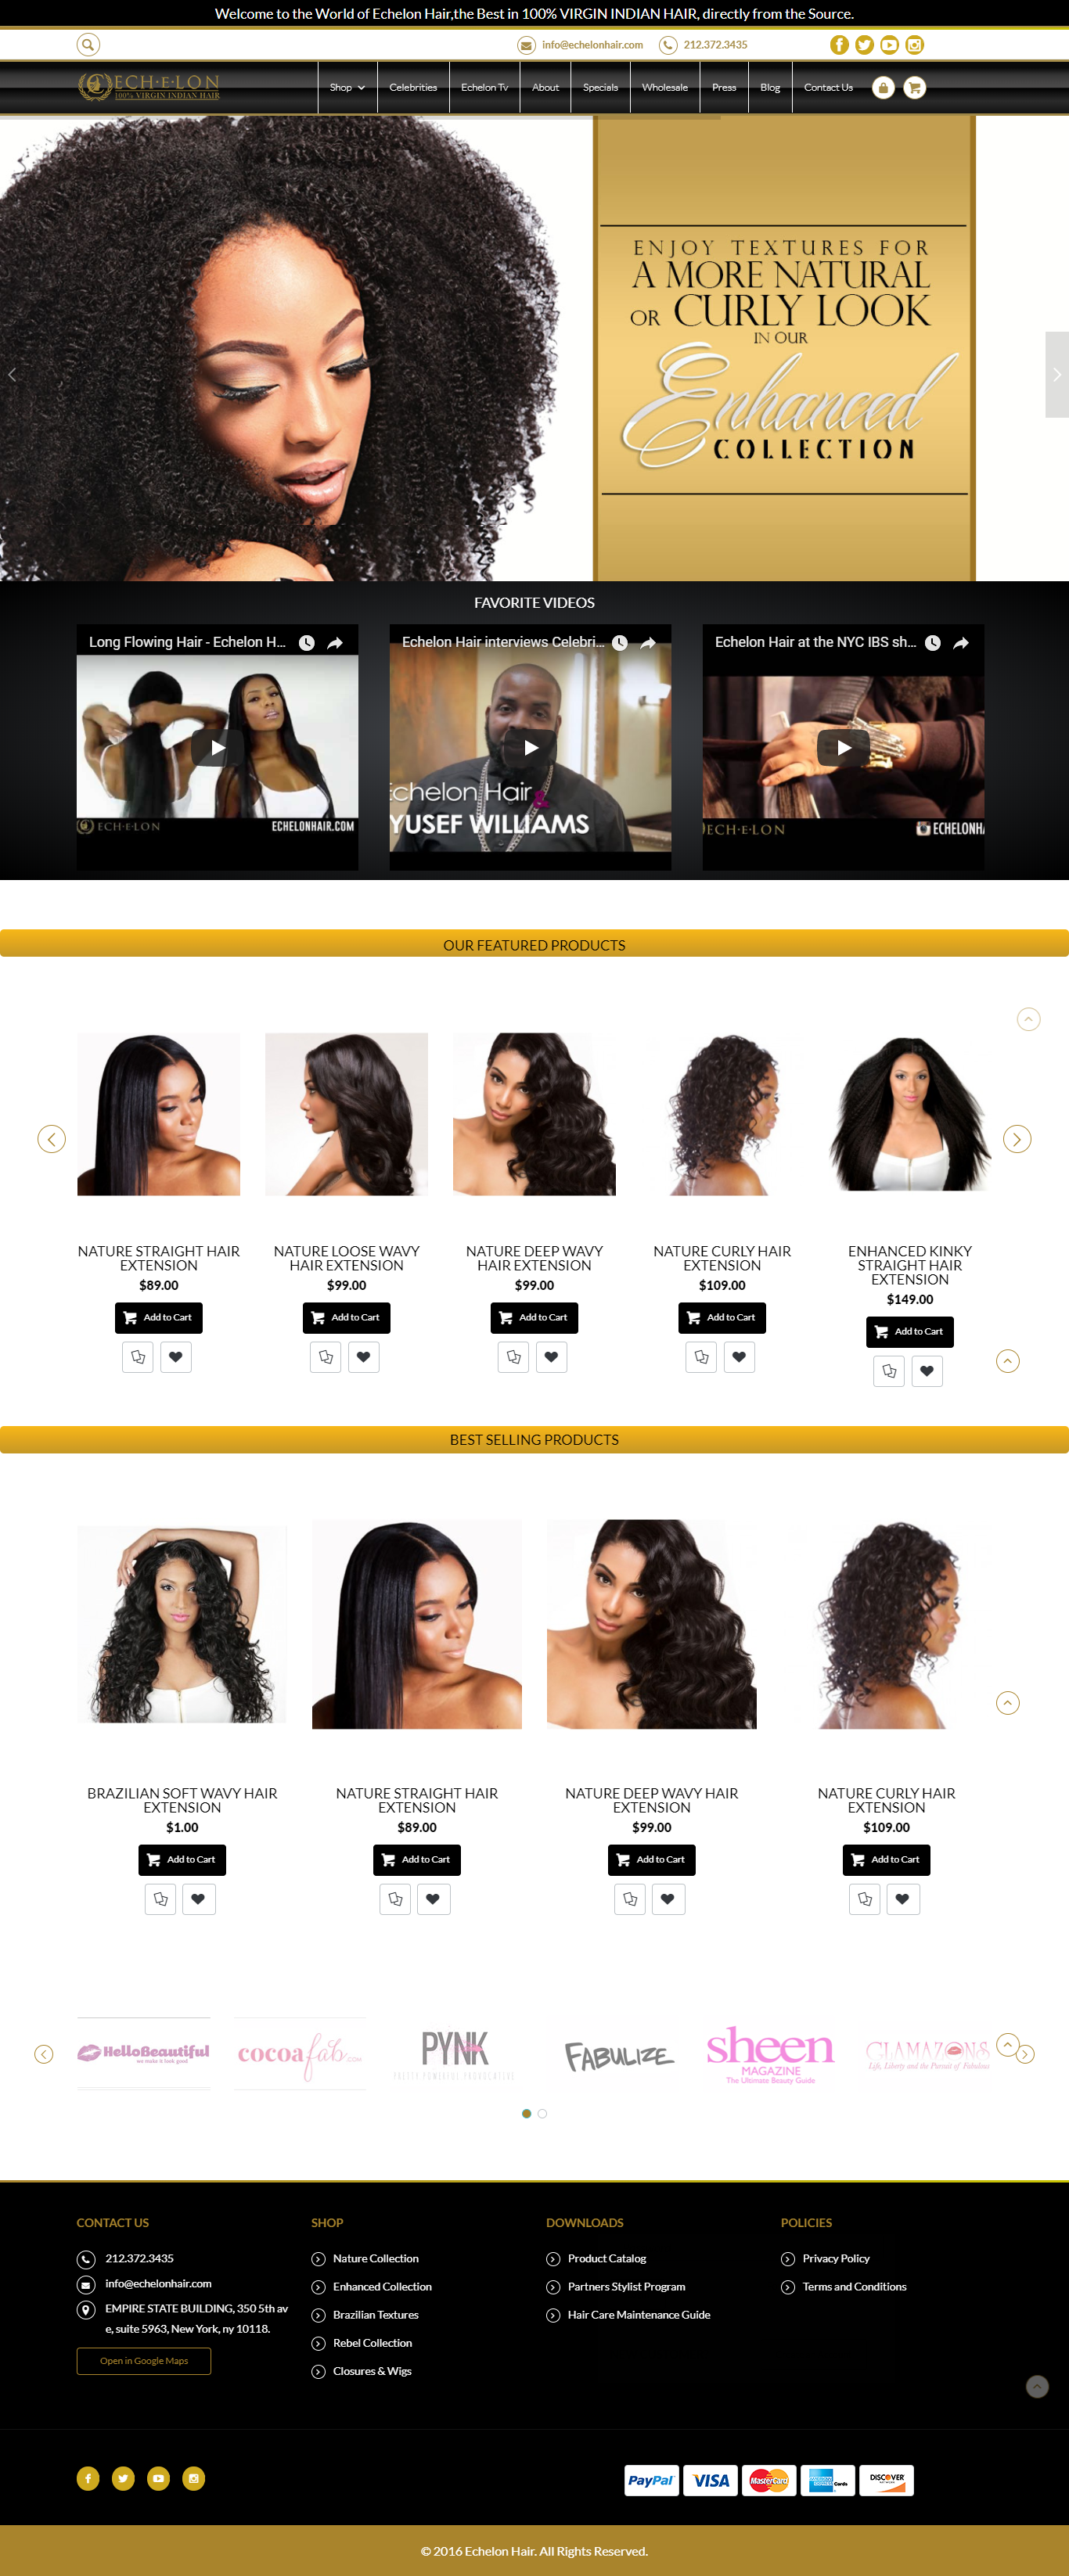 Welcome to the World of Echelon Hair,the Best in 100% VIRGIN INDIAN HAIR, directly from the Source.
info@echelonhair.com 212.372.3435
ECH·E·LON
100% VIRGIN INDIAN HAIR
Shop Celebrities Echelon Tv About Specials Wholesale Press Blog Contact Us
ENJOY TEXTURES FOR
A MORE NATURAL
OR CURLY LOOK
IN OUR
Enhanced
COLLECTION
FAVORITE VIDEOS
Long Flowing Hair - Echelon H...
ECH·E·LON ECHELONHAIR.COM
Echelon Hair interviews Celebri...
Echelon Hair &
YUSEF WILLIAMS
Echelon Hair at the NYC IBS sh...
ECH·E·LON ECHELONHA
OUR FEATURED PRODUCTS
NATURE STRAIGHT HAIR
EXTENSION
$89.00
Add to Cart
NATURE LOOSE WAVY
HAIR EXTENSION
$99.00
Add to Cart
NATURE DEEP WAVY
HAIR EXTENSION
$99.00
Add to Cart
NATURE CURLY HAIR
EXTENSION
$109.00
Add to Cart
ENHANCED KINKY
STRAIGHT HAIR
EXTENSION
$149.00
Add to Cart
BEST SELLING PRODUCTS
BRAZILIAN SOFT WAVY HAIR
EXTENSION
$1.00
Add to Cart
NATURE STRAIGHT HAIR
EXTENSION
$89.00
Add to Cart
NATURE DEEP WAVY HAIR
EXTENSION
$99.00
Add to Cart
NATURE CURLY HAIR
EXTENSION
$109.00
Add to Cart
HelloBeautiful
we make it look good
cocoafab.COM
PYNK
PRETTY POWERFUL PROVOCATIVE
FABULIZE
sheen
MAGAZINE
The Ultimate Beauty Guide
GLAMAZONS
Life, Liberty and the Pursuit of Fabulous
CONTACT US
212.372.3435
info@echelonhair.com
EMPIRE STATE BUILDING, 350 5th av
e, suite 5963, New York, ny 10118.
Open in Google Maps
SHOP
Nature Collection
Enhanced Collection
Brazilian Textures
Rebel Collection
Closures & Wigs
DOWNLOADS
Product Catalog
Partners Stylist Program
Hair Care Maintenance Guide
POLICIES
Privacy Policy
Terms and Conditions
PayPal VISA MasterCard AMERICAN EXPRESS Cards DISCOVER NETWORK
© 2016 Echelon Hair. All Rights Reserved.